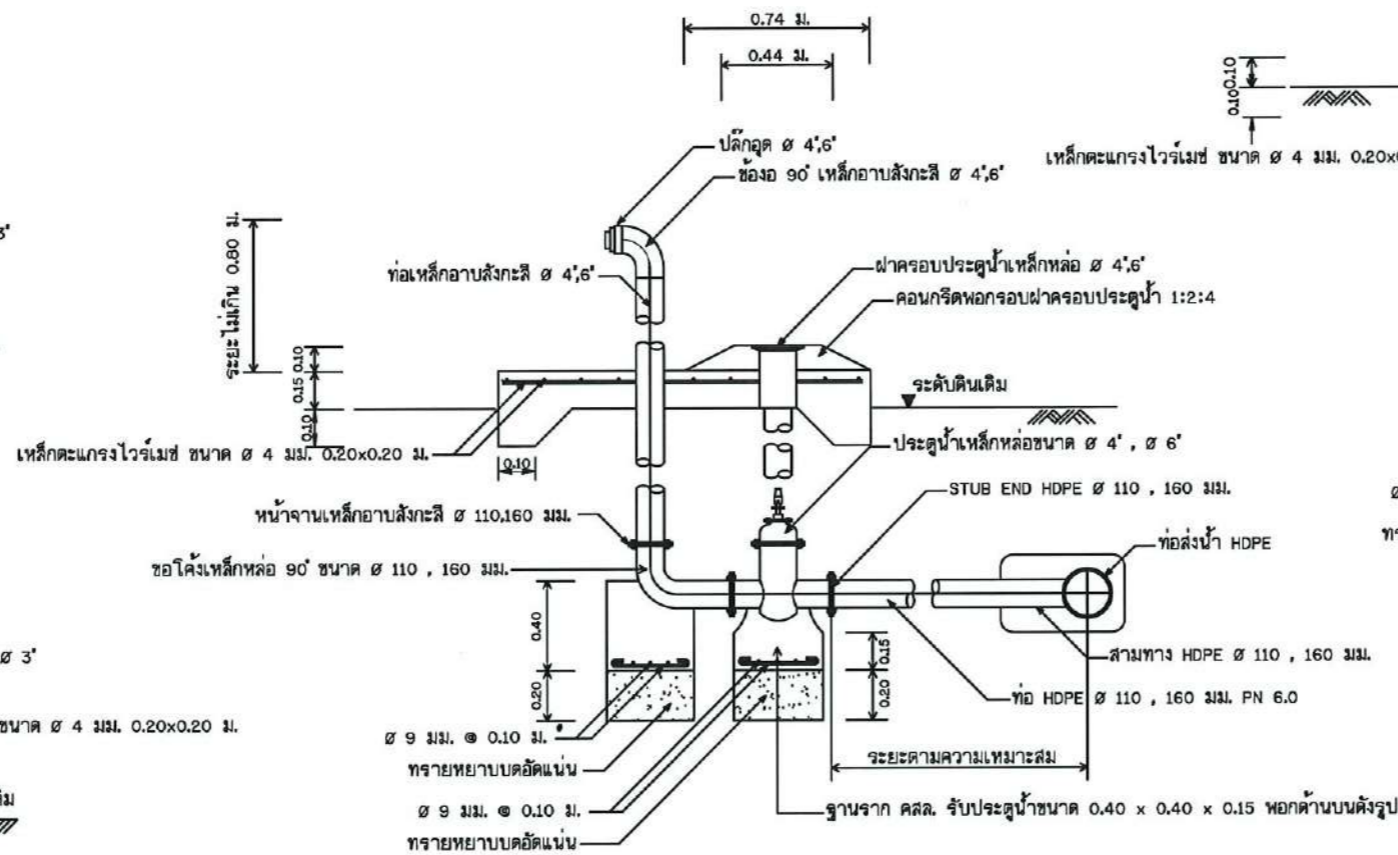 0.74 ม.
0.44 ม.
0.10
0.10
ปลั๊กอุด Ø 4",6"
เหล็กตะแกรงไวร์เมช ขนาด Ø 4 มม. 0.20x
ข้องอ 90° เหล็กอาบสังกะสี Ø 4",6"
3"
ระยะไม่เกิน 0.80 ม.
ท่อเหล็กอาบสังกะสี Ø 4",6"
ฝาครอบประตูน้ำเหล็กหล่อ Ø 4",6"
คอนกรีตพอกรอบฝาครอบประตูน้ำ 1:2:4
0.10
0.15
0.10
ระดับดินเดิม
เหล็กตะแกรงไวร์เมช ขนาด Ø 4 มม. 0.20x0.20 ม.
0.10
ประตูน้ำเหล็กหล่อขนาด Ø 4" , Ø 6"
STUB END HDPE Ø 110 , 160 มม.
หน้าจานเหล็กอาบสังกะสี Ø 110,160 มม.
Ø
ท่อส่งน้ำ HDPE
ขอโค้งเหล็กหล่อ 90° ขนาด Ø 110 , 160 มม.
0.40
0.15
0.20
0.20
สามทาง HDPE Ø 110 , 160 มม.
Ø 3"
ท่อ HDPE Ø 110 , 160 มม. PN 6.0
ขนาด Ø 4 มม. 0.20x0.20 ม.
Ø 9 มม. @ 0.10 ม.
ระยะตามความเหมาะสม
ทรายหยาบบดอัดแน่น
Ø 9 มม. @ 0.10 ม.
ฐานราก คสล. รับประตูน้ำขนาด 0.40 x 0.40 x 0.15 พอกด้านบนดังรูป
ทรายหยาบบดอัดแน่น